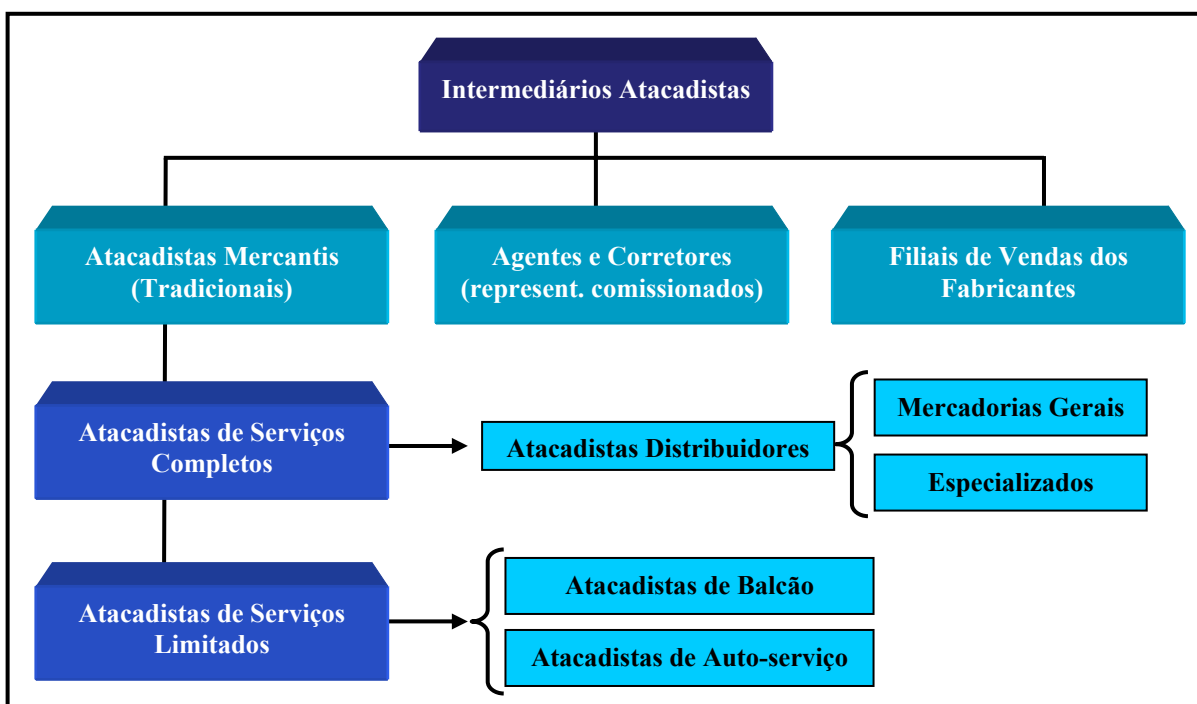 Intermediários Atacadistas
Atacadistas Mercantis
(Tradicionais)
Agentes e Corretores
(represent. comissionados)
Filiais de Vendas dos
Fabricantes
Atacadistas de Serviços
Completos
Atacadistas Distribuidores
Mercadorias Gerais
Especializados
Atacadistas de Serviços
Limitados
Atacadistas de Balcão
Atacadistas de Auto-serviço